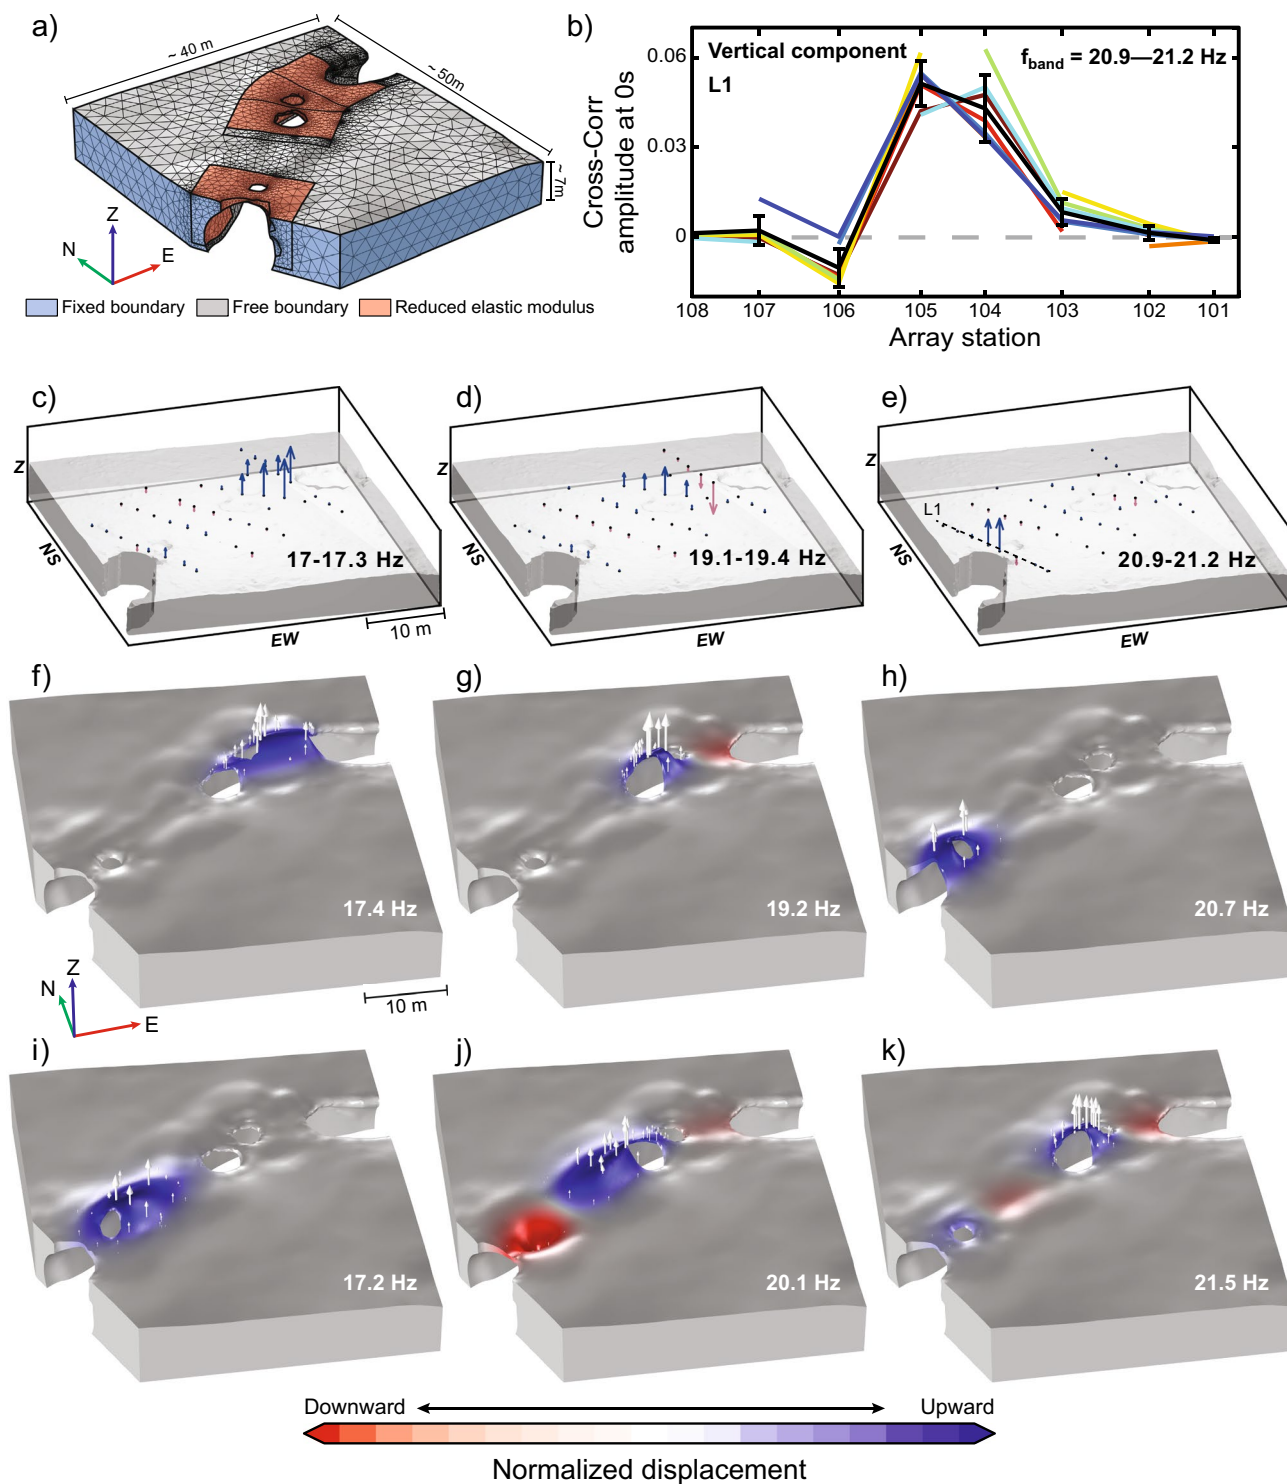 a)
~ 40 m
~ 50m
~ 7m
Z
N
E
Fixed boundary
Free boundary
Reduced elastic modulus
b)
Vertical component
L1
f_band = 20.9—21.2 Hz
0.06
0.03
0
Cross-Corr
amplitude at 0s
108 107 106 105 104 103 102 101
Array station
c)
Z
NS
17-17.3 Hz
EW
10 m
d)
Z
NS
19.1-19.4 Hz
EW
e)
Z
L1
NS
20.9-21.2 Hz
EW
f)
17.4 Hz
g)
19.2 Hz
h)
20.7 Hz
Z
N
E
10 m
i)
17.2 Hz
j)
20.1 Hz
k)
21.5 Hz
Downward
Upward
Normalized displacement